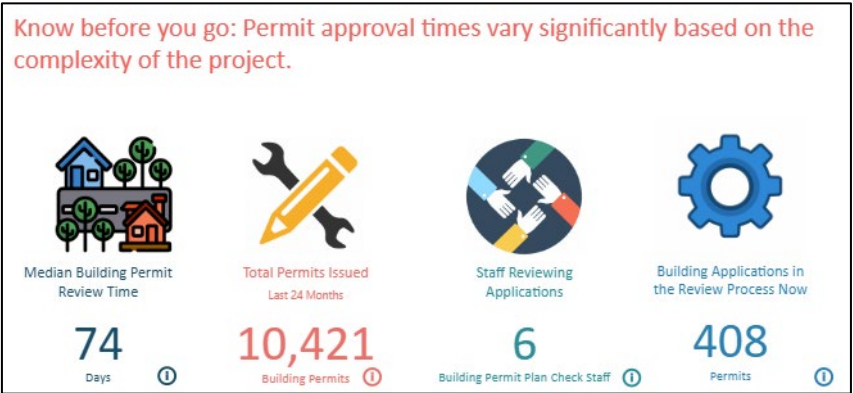 Know before you go: Permit approval times vary significantly based on the
complexity of the project.
Median Building Permit
Review Time
74
Days
Total Permits Issued
Last 24 Months
10,421
Building Permits
Staff Reviewing
Applications
6
Building Permit Plan Check Staff
Building Applications in
the Review Process Now
408
Permits